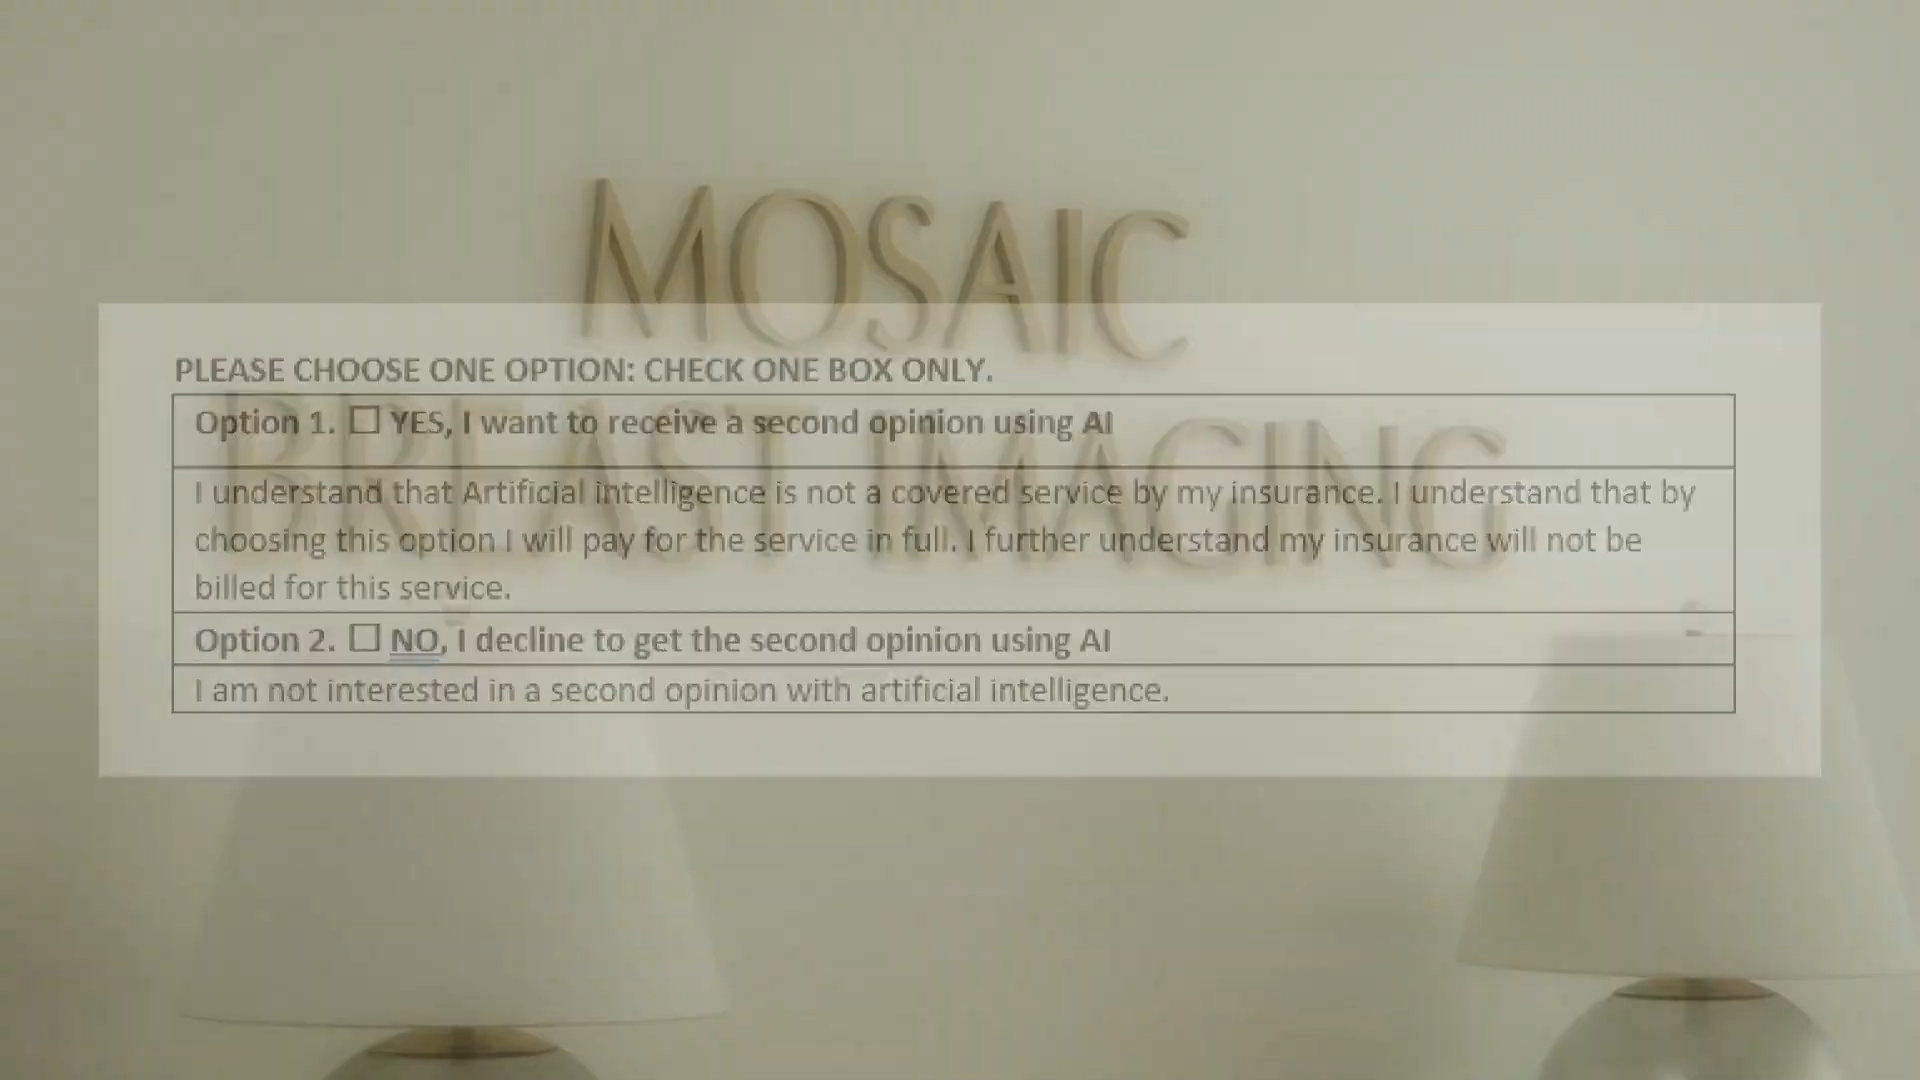 MOSAIC
BREAST IMAGING
PLEASE CHOOSE ONE OPTION: CHECK ONE BOX ONLY.
Option 1. ☐ YES, I want to receive a second opinion using AI
I understand that Artificial intelligence is not a covered service by my insurance. I understand that by
choosing this option I will pay for the service in full. I further understand my insurance will not be
billed for this service.
Option 2. ☐ NO, I decline to get the second opinion using AI
I am not interested in a second opinion with artificial intelligence.